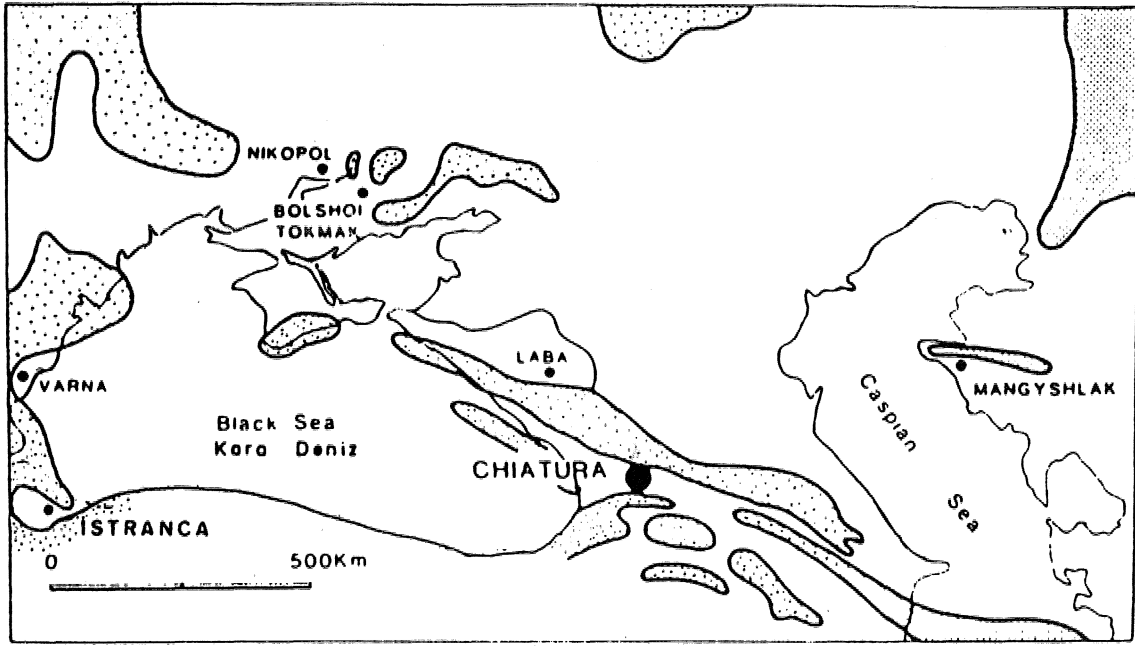 NIKOPOL
BOLSHOI
TOKMAK
LABA
VARNA
MANGYSHLAK
Black Sea
Kara Deniz
Caspian
Sea
CHIATURA
ISTRANCA
0 500Km